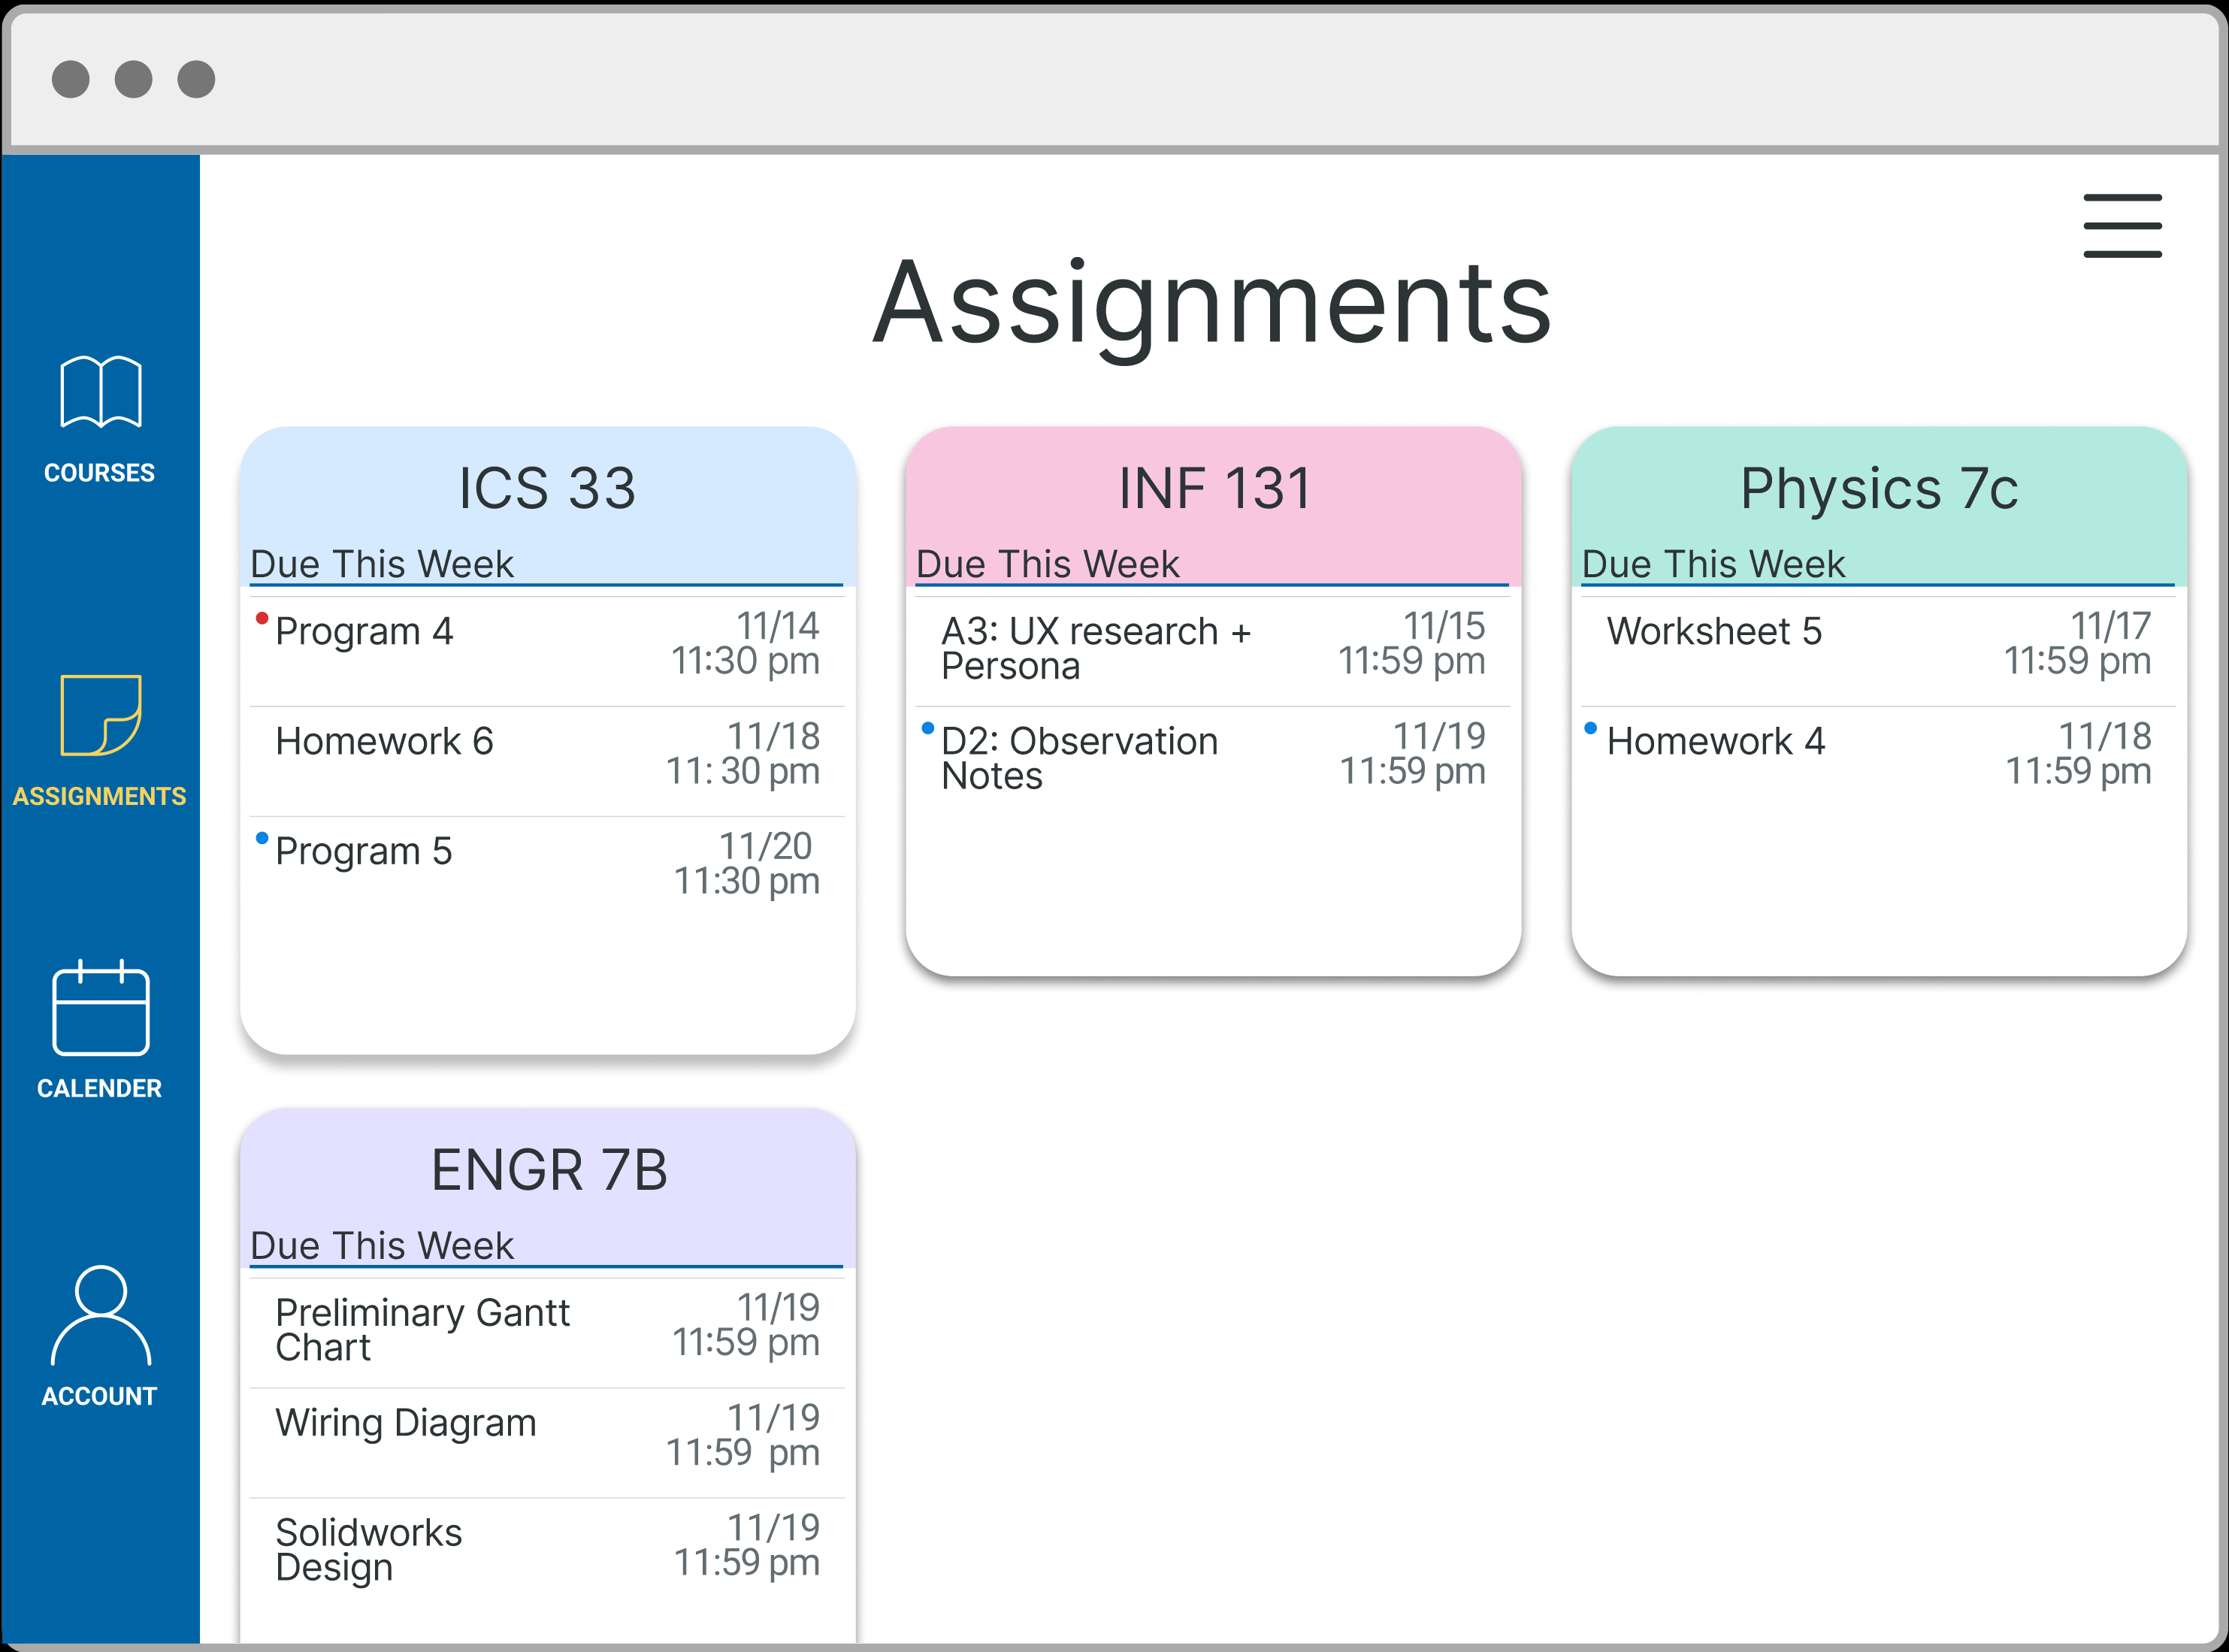 Assignments
COURSES
ASSIGNMENTS
CALENDER
ACCOUNT
ICS 33
Due This Week
Program 4
11/14
11:30 pm
Homework 6
11/18
11: 30 pm
Program 5
11/20
11:30 pm
INF 131
Due This Week
A3: UX research +
Persona
11/15
11:59 pm
D2: Observation
Notes
11/19
11:59 pm
Physics 7c
Due This Week
Worksheet 5
11/17
11:59 pm
Homework 4
11/18
11:59 pm
ENGR 7B
Due This Week
Preliminary Gantt
Chart
11/19
11:59 pm
Wiring Diagram
11/19
11:59 pm
Solidworks
Design
11/19
11:59 pm